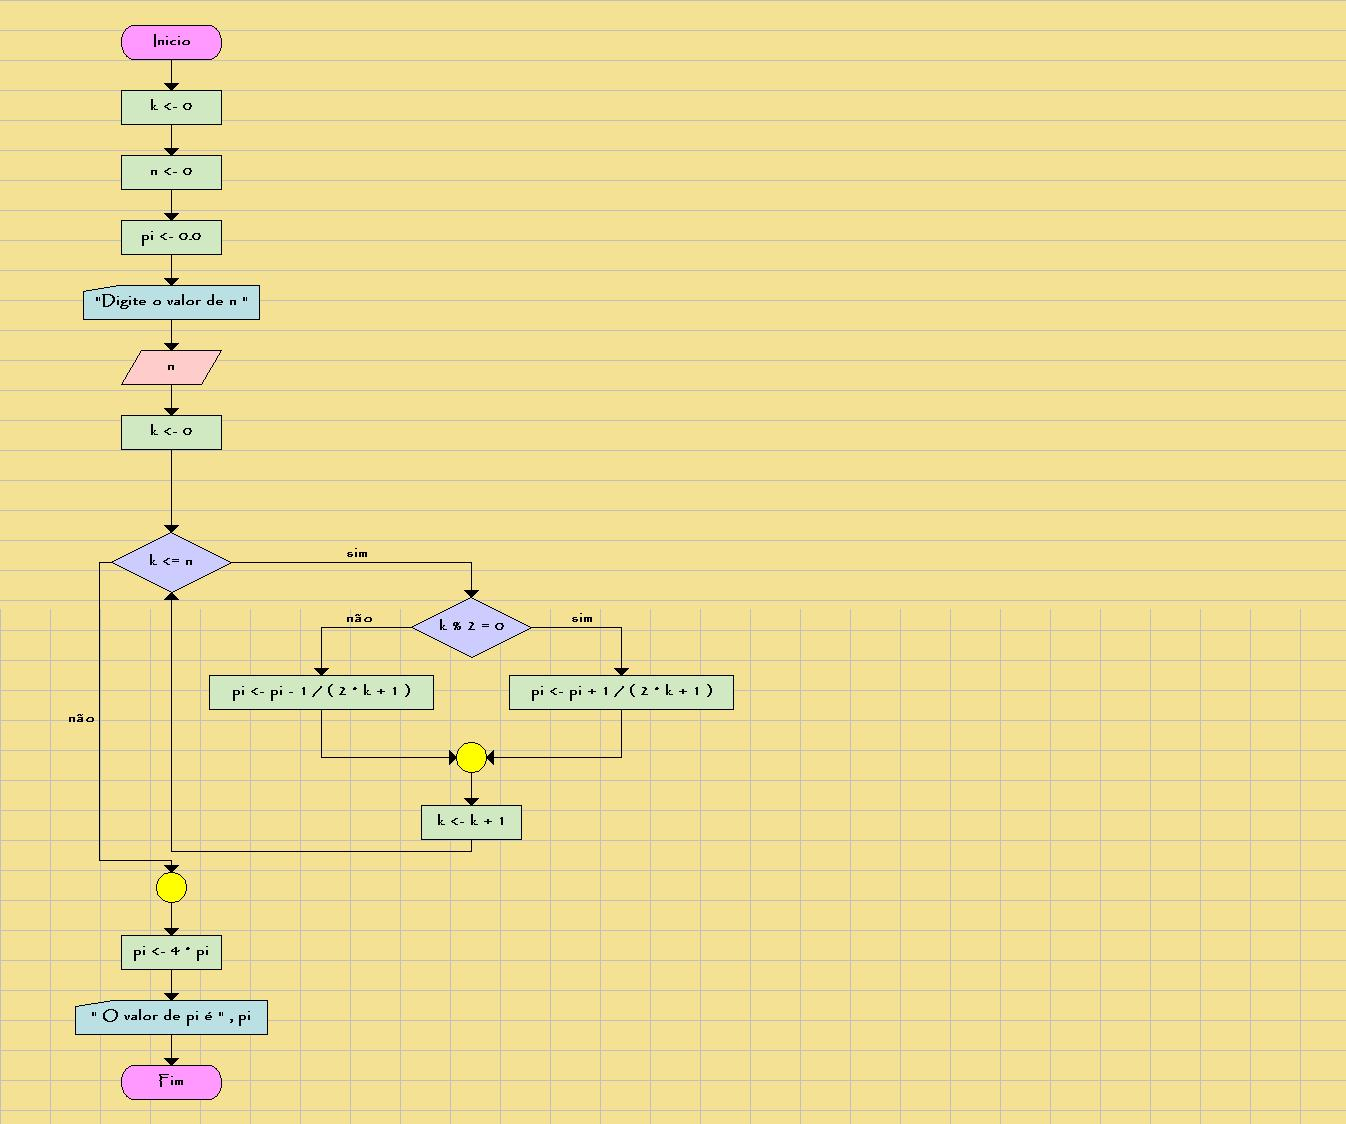 Inicio
k <- 0
n <- 0
pi <- 0.0
"Digite o valor de n "
n
k <- 0
k <= n
sim
não
k % 2 = 0
não
sim
pi <- pi - 1 / ( 2 * k + 1 )
pi <- pi + 1 / ( 2 * k + 1 )
k <- k + 1
pi <- 4 * pi
" O valor de pi é " , pi
Fim